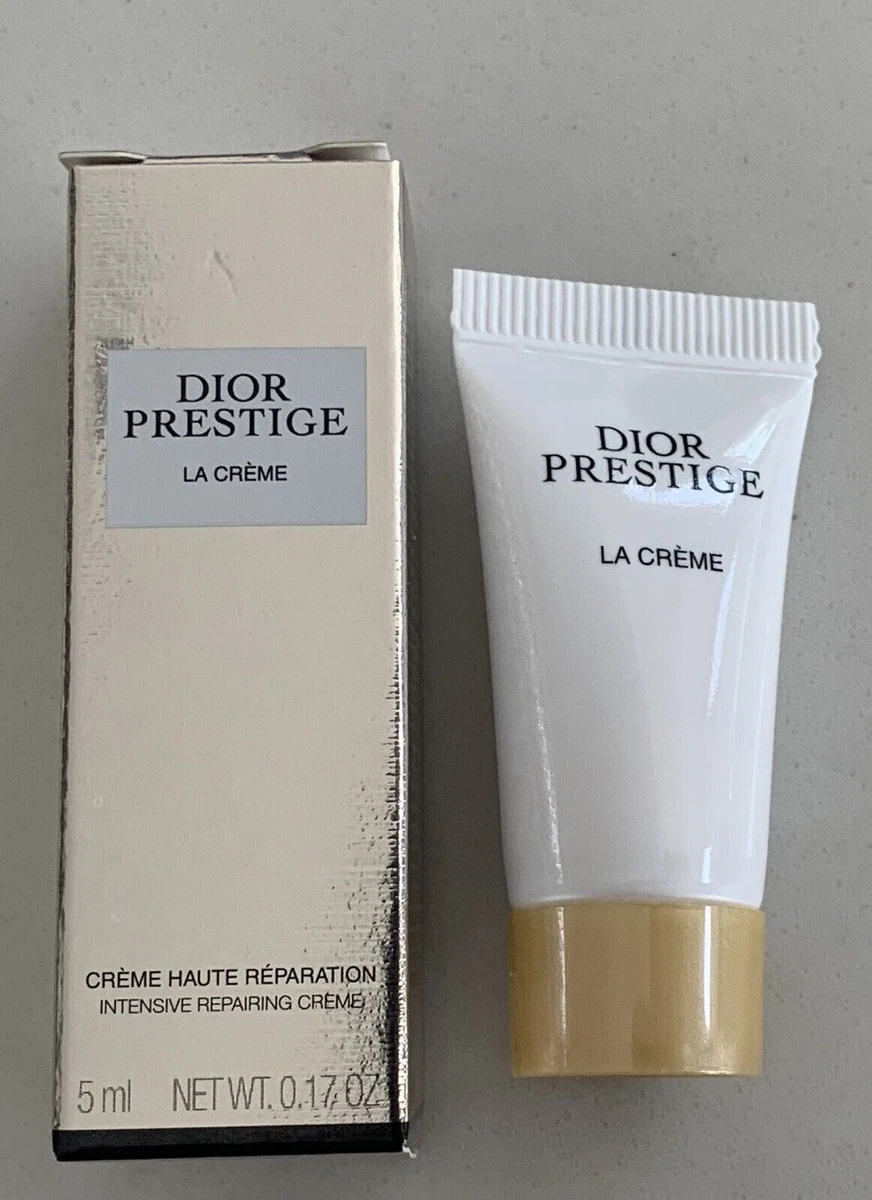 DIOR
PRESTIGE
LA CRÈME
CRÈME HAUTE RÉPARATION
INTENSIVE REPAIRING CRÈME
5 ml NET WT. 0.17 OZ
DIOR
PRESTIGE
LA CRÈME